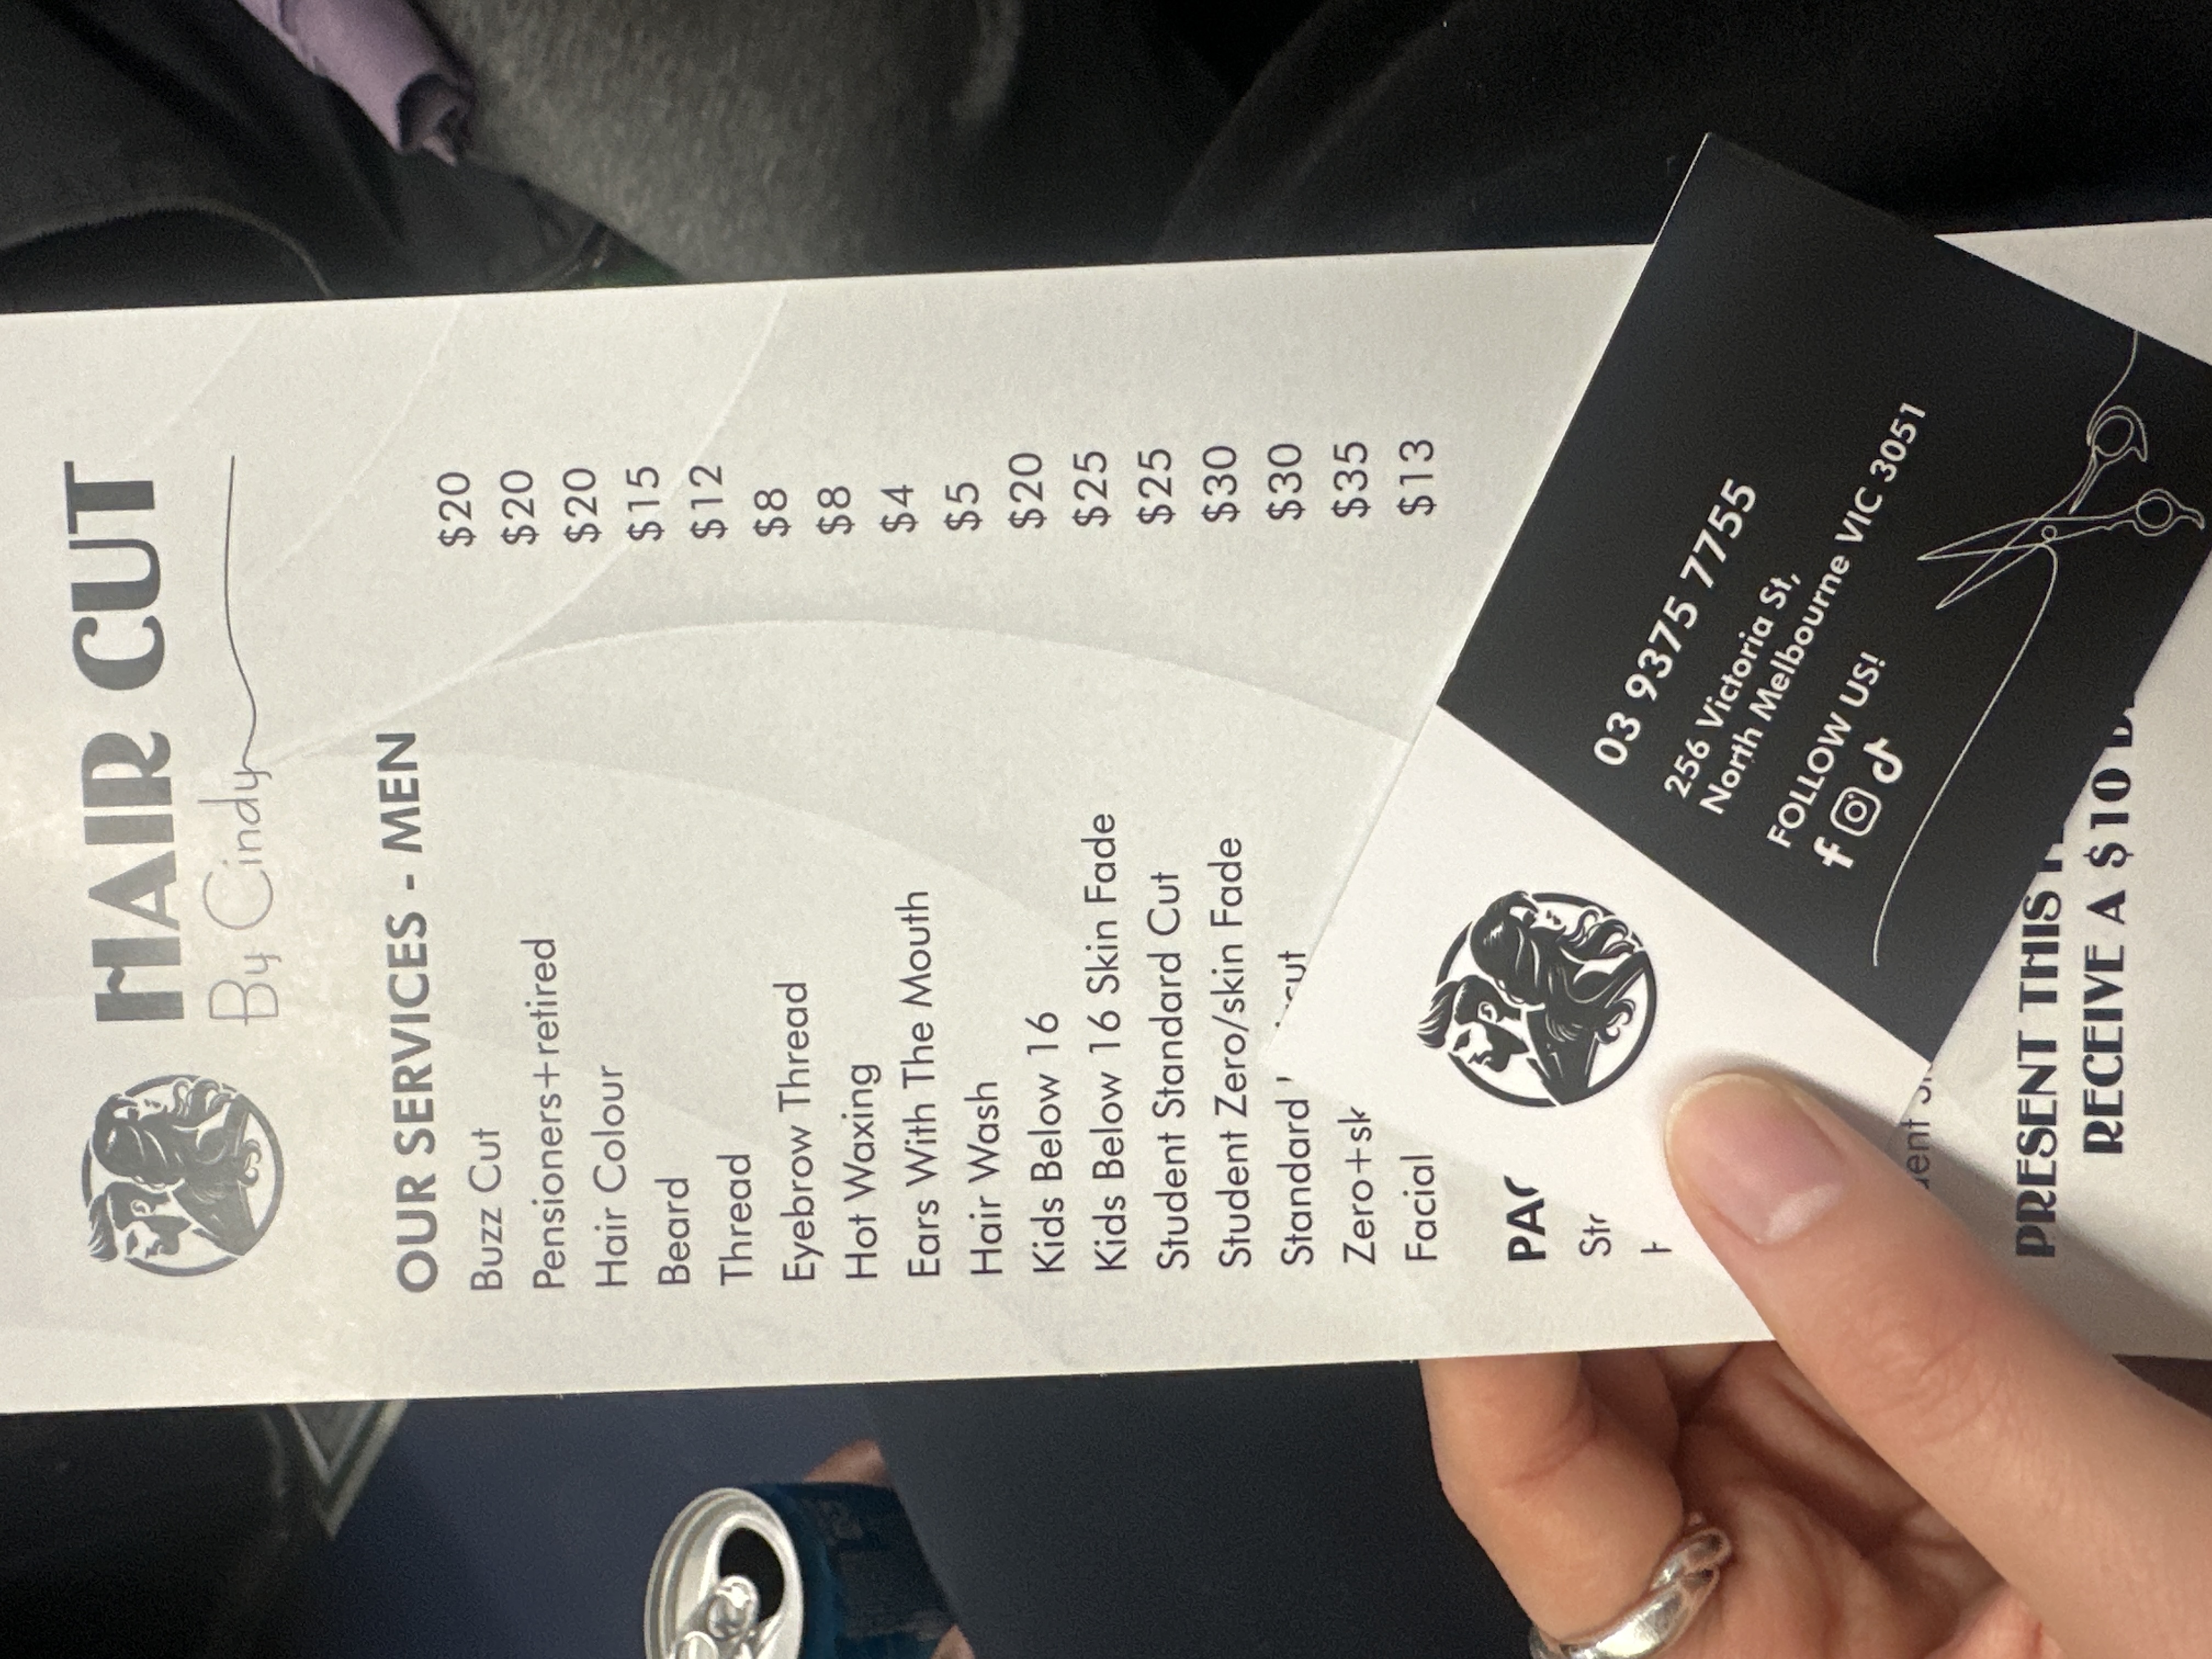 HAIR CUT
By Cindy
OUR SERVICES - MEN
Buzz Cut $20
Pensioners+retired $20
Hair Colour $20
Beard $15
Thread $12
Eyebrow Thread $8
Hot Waxing $8
Ears With The Mouth $4
Hair Wash $5
Kids Below 16 $20
Kids Below 16 Skin Fade $25
Student Standard Cut $25
Student Zero/skin Fade $30
Standard $30
Zero+sk $35
Facial $13
Str
PRESENT THIS
RECEIVE A $10
03 9375 7755
256 Victoria St,
North Melbourne VIC 3051
FOLLOW US!